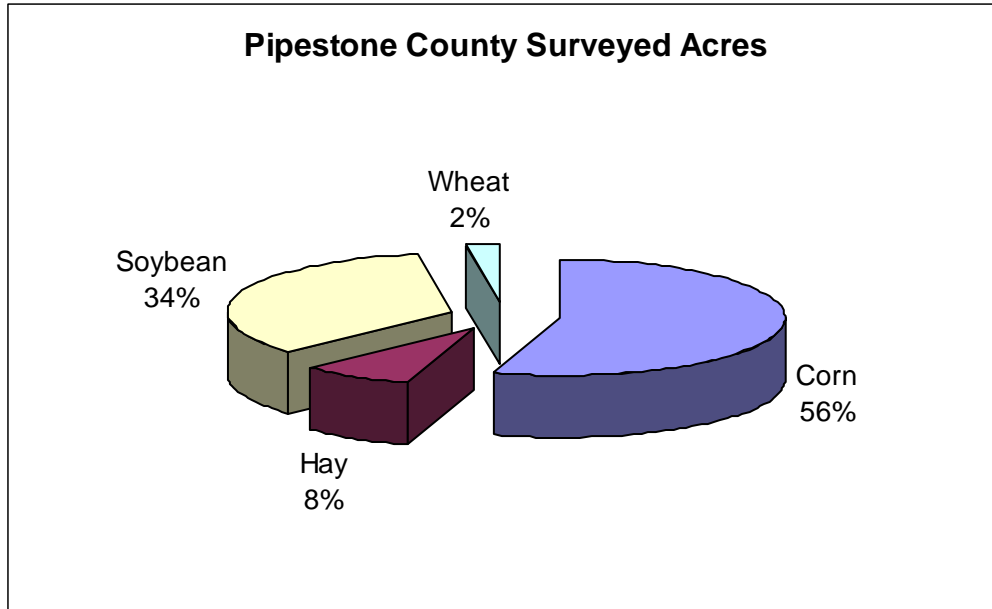 Pipestone County Surveyed Acres
Wheat
2%
Soybean
34%
Corn
56%
Hay
8%